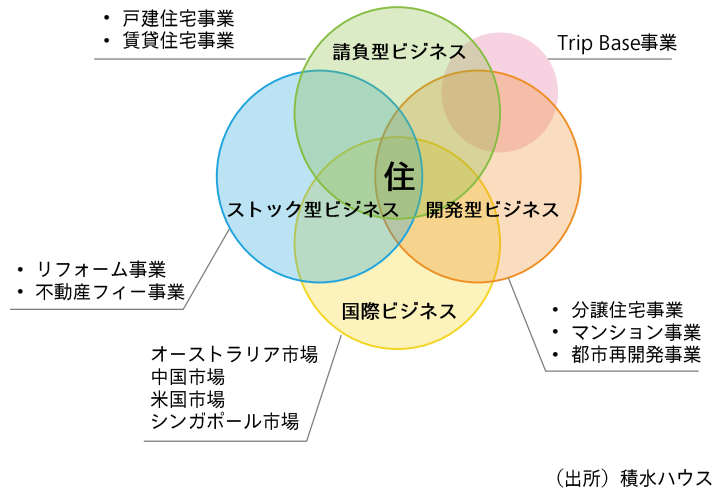 ・ 戸建住宅事業
・ 賃貸住宅事業
請負型ビジネス
Trip Base事業
住
ストック型ビジネス
開発型ビジネス
・ リフォーム事業
・ 不動産フィー事業
国際ビジネス
・ 分譲住宅事業
・ マンション事業
・ 都市再開発事業
オーストラリア市場
中国市場
米国市場
シンガポール市場
（出所）積水ハウス